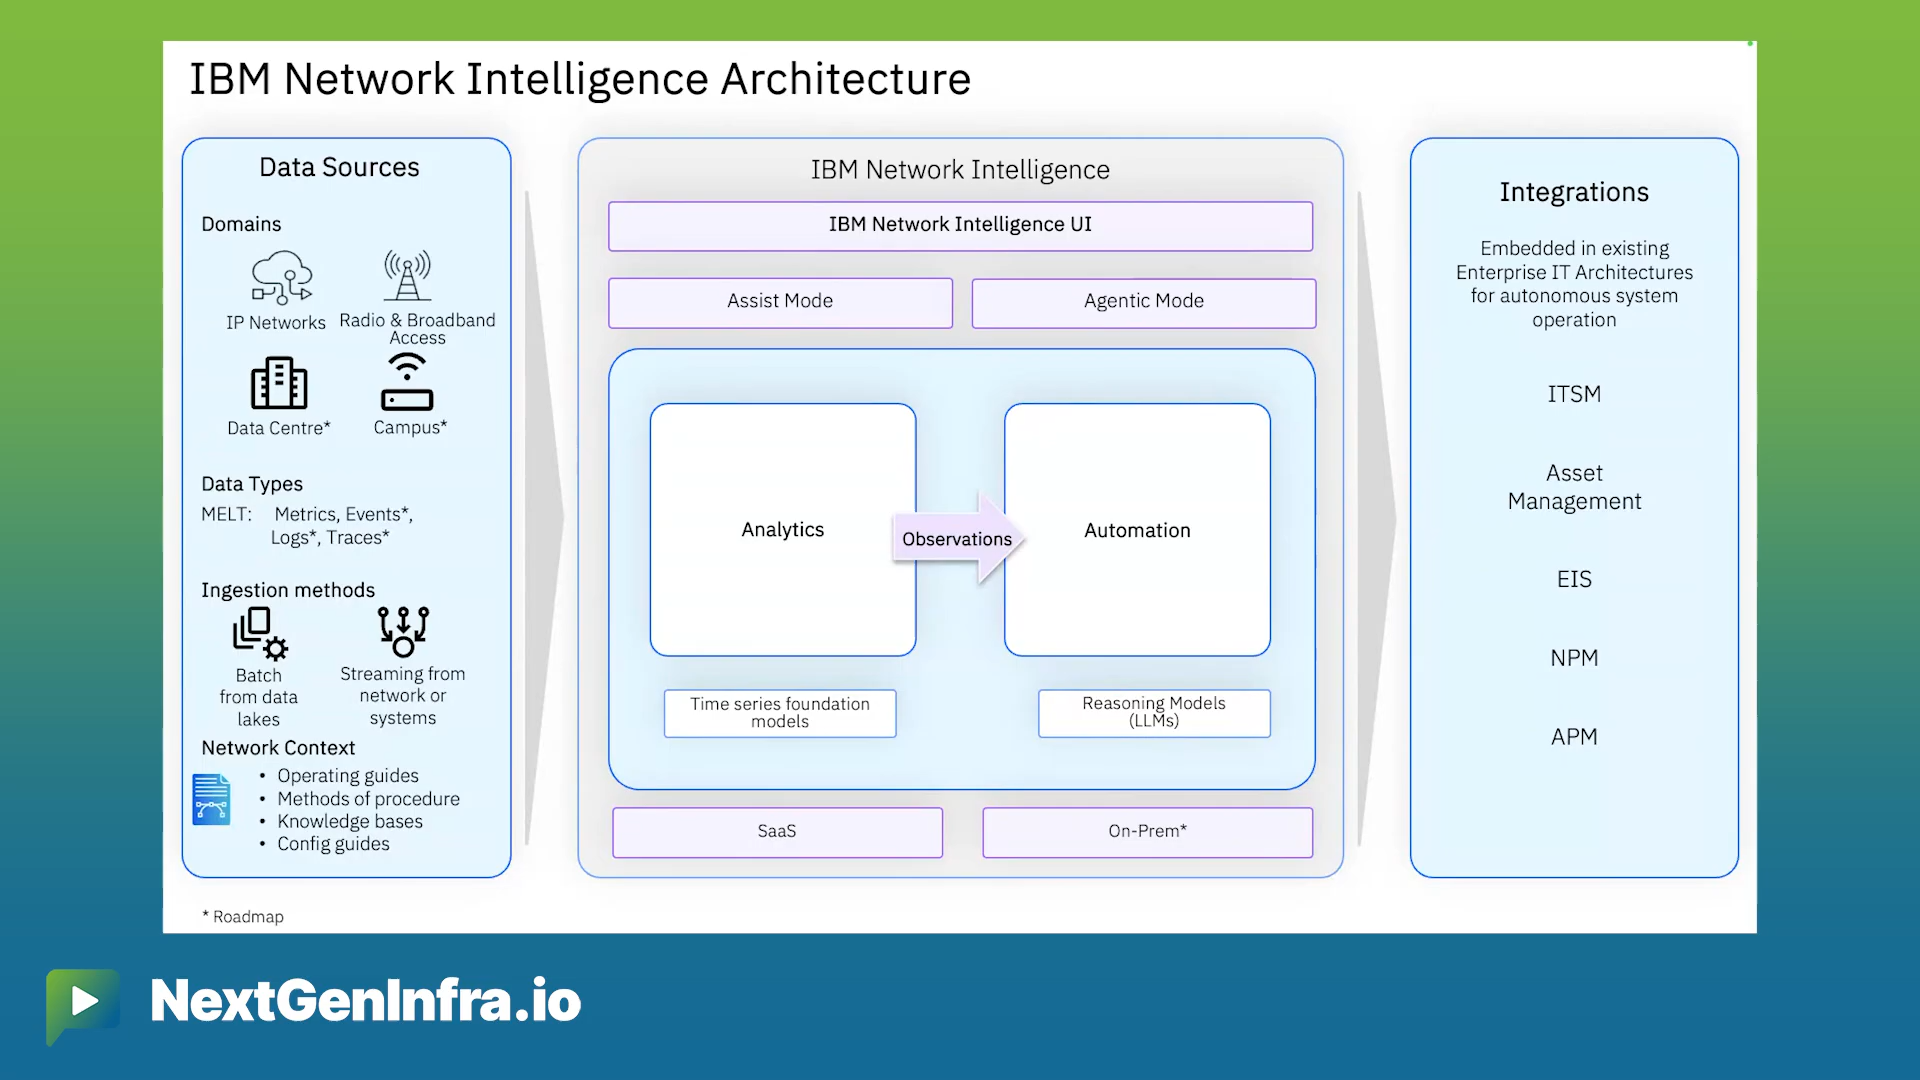 IBM Network Intelligence Architecture
Data Sources
Domains
IP Networks
Radio & Broadband
Access
Data Centre*
Campus*
Data Types
MELT: Metrics, Events*,
Logs*, Traces*
Ingestion methods
Batch
from data
lakes
Streaming from
network or
systems
Network Context
• Operating guides
• Methods of procedure
• Knowledge bases
• Config guides
* Roadmap
IBM Network Intelligence
IBM Network Intelligence UI
Assist Mode
Agentic Mode
Analytics
Observations
Automation
Time series foundation
models
Reasoning Models
(LLMs)
SaaS
On-Prem*
Integrations
Embedded in existing
Enterprise IT Architectures
for autonomous system
operation
ITSM
Asset
Management
EIS
NPM
APM
NextGenInfra.io